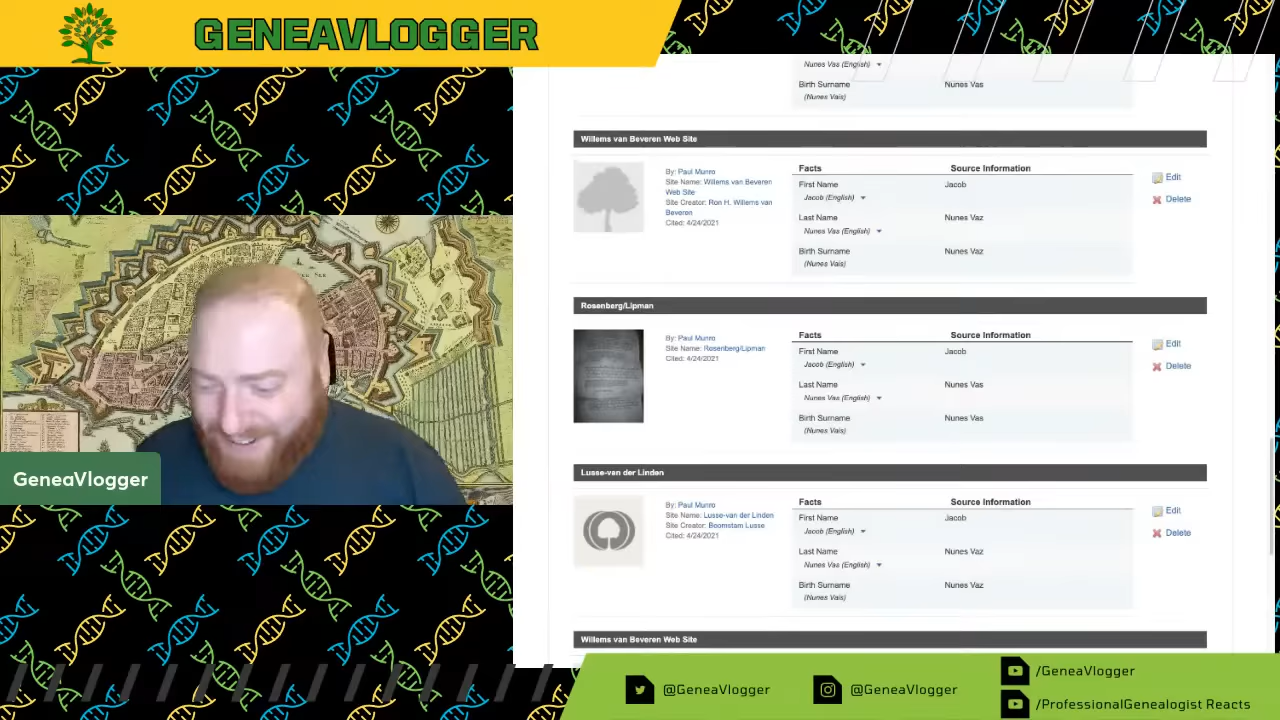 GENEAVLOGGER
GeneaVlogger
Nunes Vas (English)
Birth Surname Nunes Vas
(Nunes Vais)
Willems van Beveren Web Site
By: Paul Munro
Site Name: Willems van Beveren
Web Site
Site Creator: Ron H. Willems van
Beveren
Cited: 4/24/2021
Facts Source Information
First Name Jacob
Jacob (English)
Last Name Nunes Vaz
Nunes Vas (English)
Birth Surname Nunes Vaz
(Nunes Vais)
Edit
Delete
Rosenberg/Lipman
By: Paul Munro
Site Name: Rosenberg/Lipman
Cited: 4/24/2021
Facts Source Information
First Name Jacob
Jacob (English)
Last Name Nunes Vas
Nunes Vas (English)
Birth Surname Nunes Vas
(Nunes Vais)
Edit
Delete
Lusse-van der Linden
By: Paul Munro
Site Name: Lusse-van der Linden
Site Creator: Boomstam Lusse
Cited: 4/24/2021
Facts Source Information
First Name Jacob
Jacob (English)
Last Name Nunes Vaz
Nunes Vas (English)
Birth Surname Nunes Vaz
(Nunes Vais)
Edit
Delete
Willems van Beveren Web Site
@GeneaVlogger
@GeneaVlogger
/GeneaVlogger
/ProfessionalGenealogist Reacts